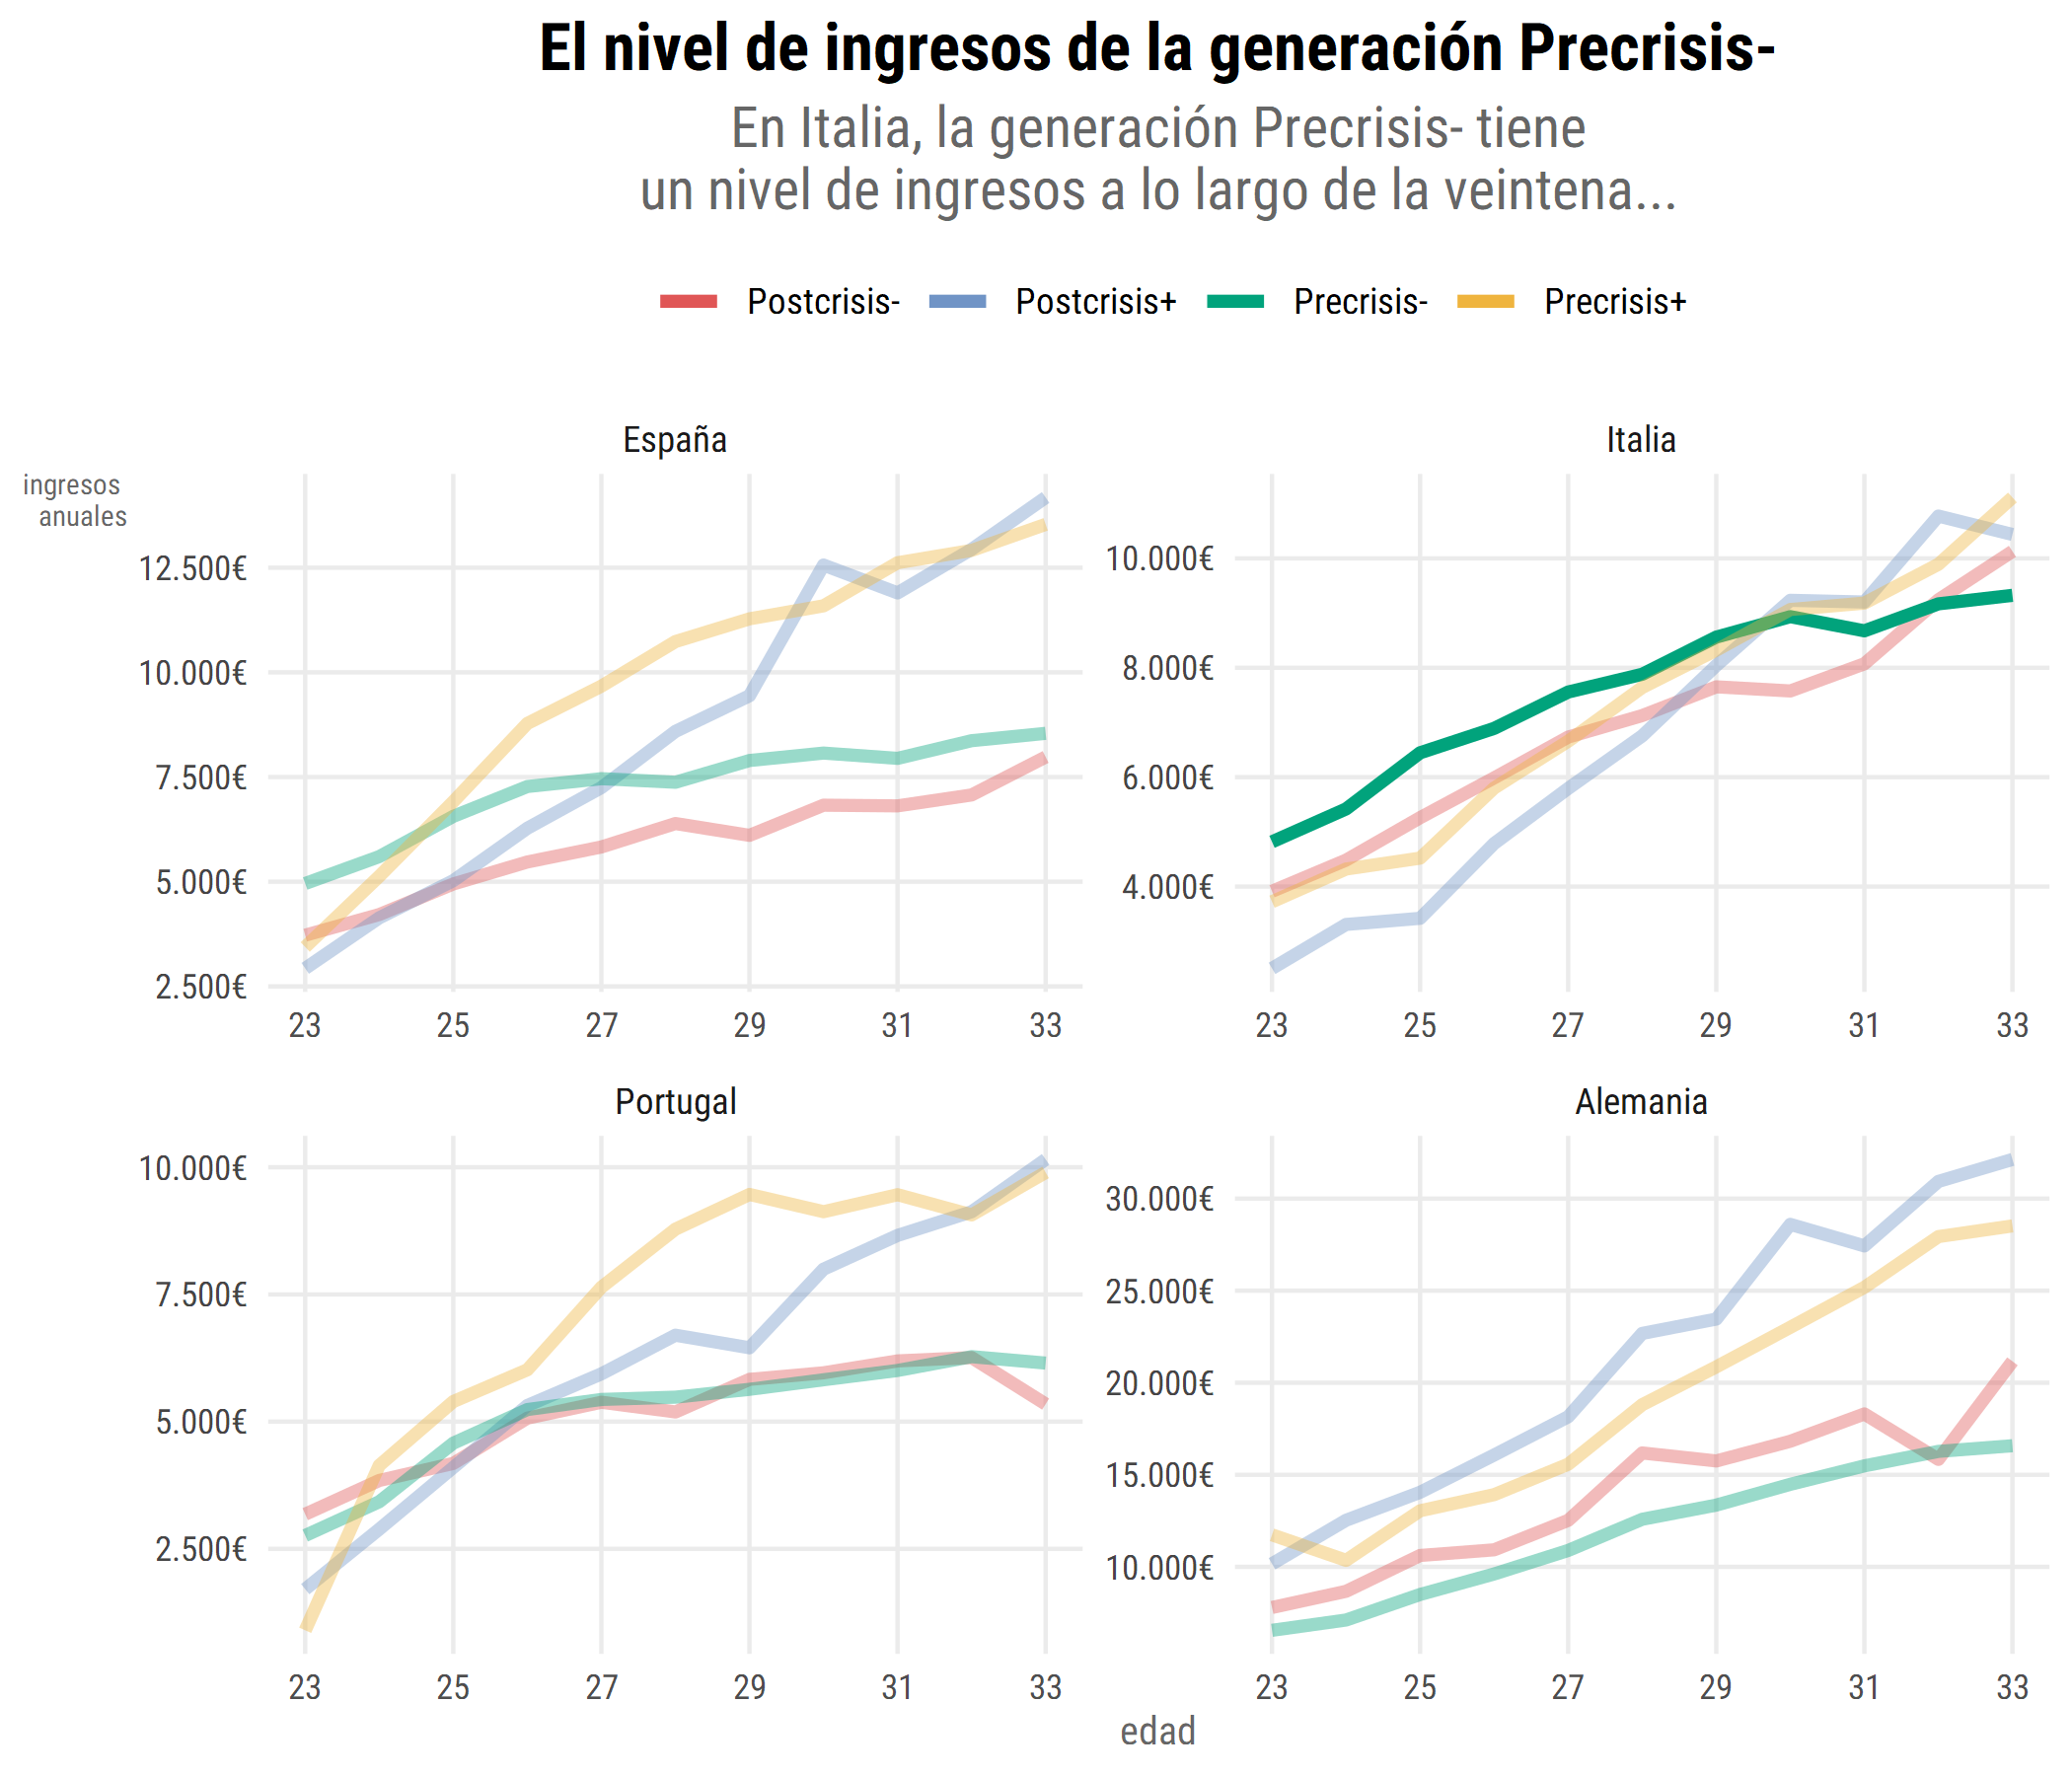 El nivel de ingresos de la generación Precrisis-
En Italia, la generación Precrisis- tiene
un nivel de ingresos a lo largo de la veintena...
Postcrisis- Postcrisis+ Precrisis- Precrisis+
España
ingresos
anuales
12.500€
10.000€
7.500€
5.000€
2.500€
23 25 27 29 31 33
Italia
10.000€
8.000€
6.000€
4.000€
23 25 27 29 31 33
Portugal
10.000€
7.500€
5.000€
2.500€
23 25 27 29 31 33
Alemania
30.000€
25.000€
20.000€
15.000€
10.000€
23 25 27 29 31 33
edad